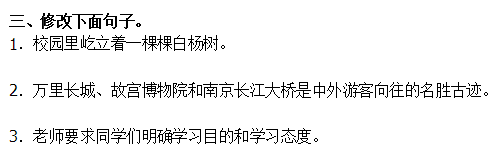 三、修改下面句子。
1. 校园里屹立着一棵棵白杨树。
2. 万里长城、故宫博物院和南京长江大桥是中外游客向往的名胜古迹。
3. 老师要求同学们明确学习目的和学习态度。